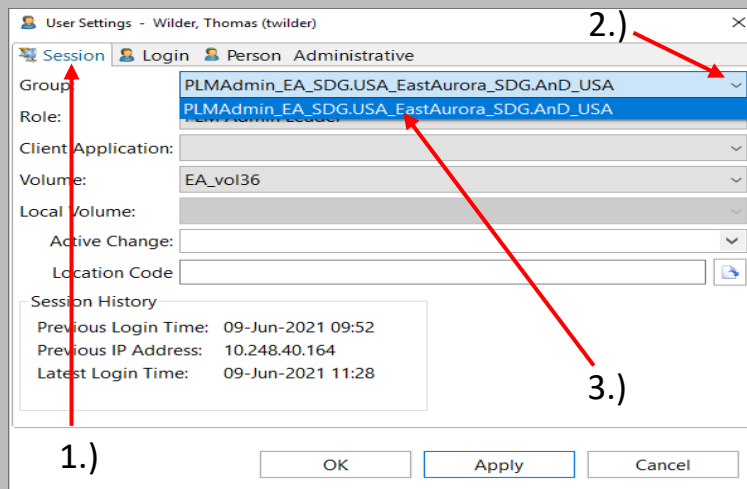 User Settings - Wilder, Thomas (twilder)
2.)
Session Login Person Administrative
Group: PLMAdmin_EA_SDG.USA_EastAurora_SDG.AnD_USA
PLMAdmin_EA_SDG.USA_EastAurora_SDG.AnD_USA
Role: PLM Admin Leader
Client Application:
Volume: EA_vol36
Local Volume:
Active Change:
Location Code
Session History
Previous Login Time: 09-Jun-2021 09:52
Previous IP Address: 10.248.40.164
Latest Login Time: 09-Jun-2021 11:28
3.)
1.)
OK Apply Cancel